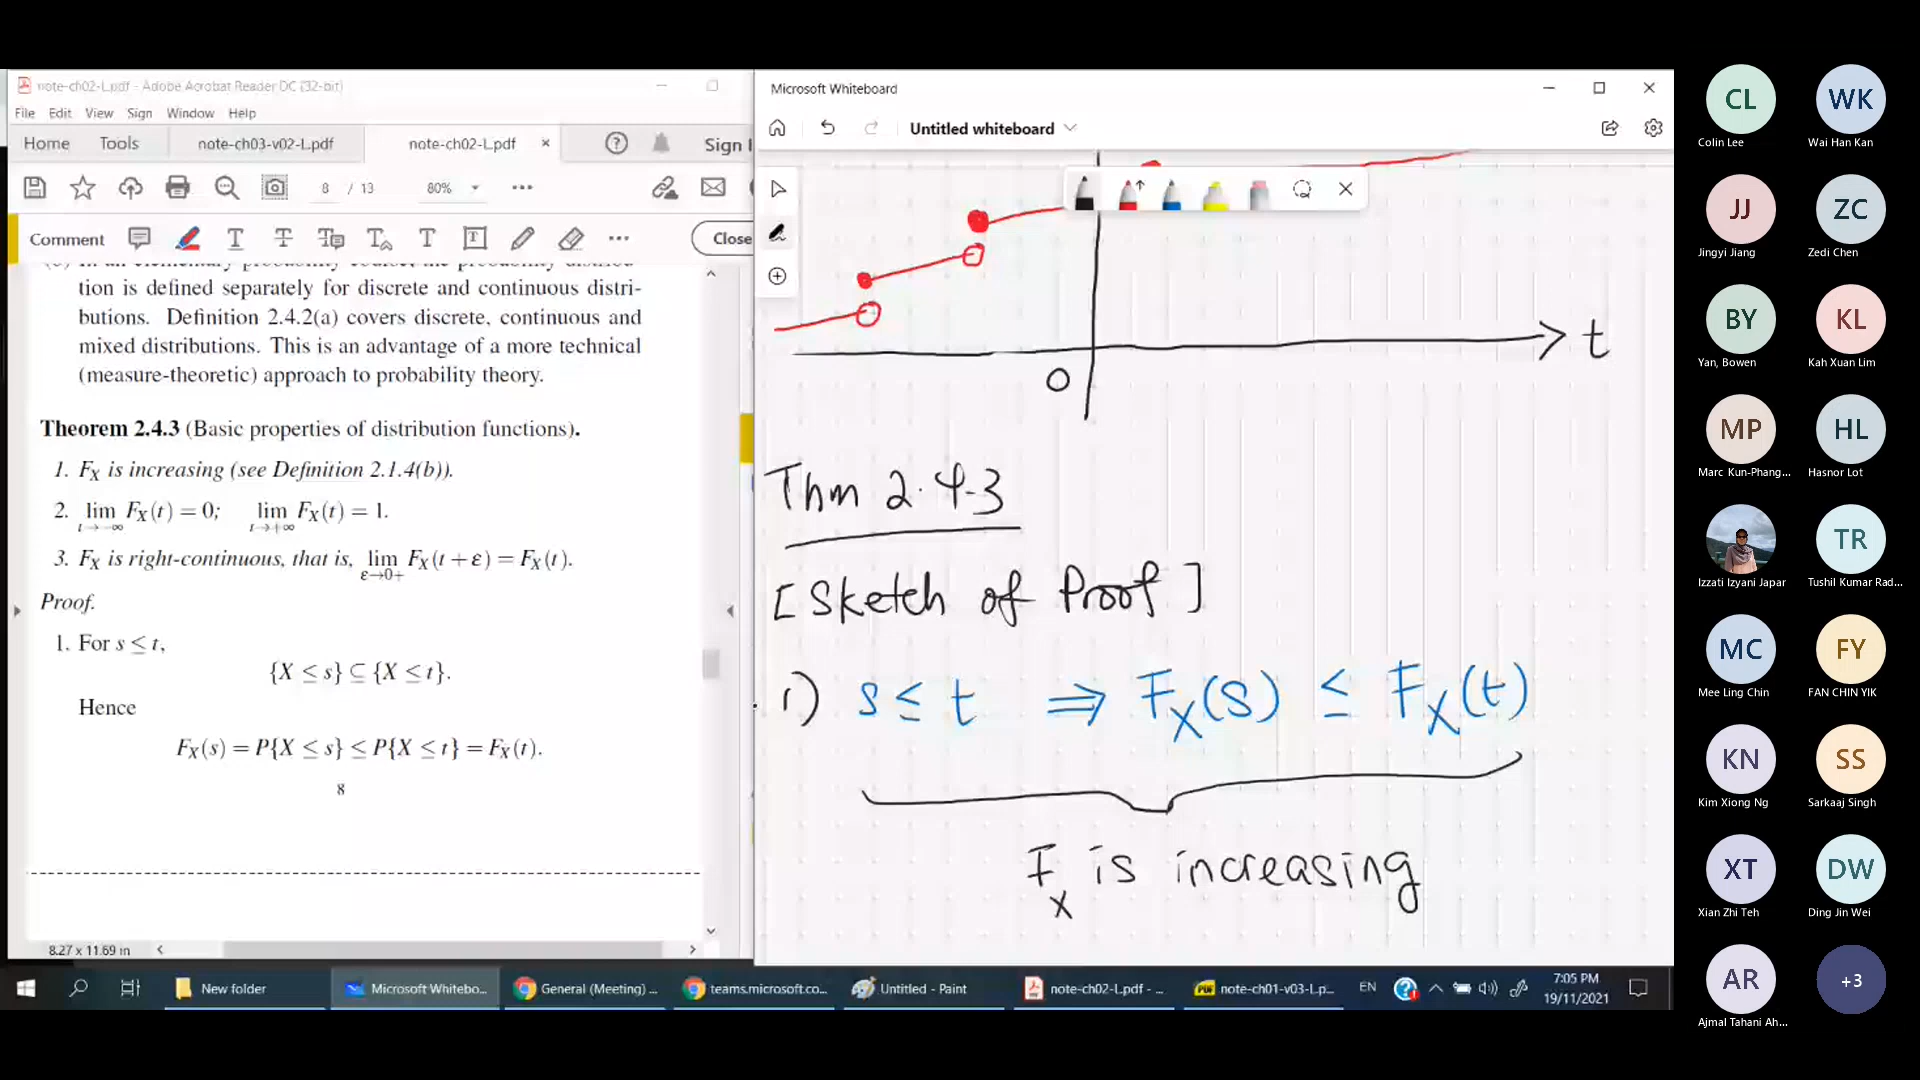 note-ch02-L.pdf - Adobe Acrobat Reader DC (32-bit)
File Edit View Sign Window Help
Home Tools note-ch03-v02-L.pdf note-ch02-L.pdf × Sign I
8 / 13 80%
Comment Close
tion is defined separately for discrete and continuous distri-
butions. Definition 2.4.2(a) covers discrete, continuous and
mixed distributions. This is an advantage of a more technical
(measure-theoretic) approach to probability theory.
Theorem 2.4.3 (Basic properties of distribution functions).
1. F_X is increasing (see Definition 2.1.4(b)).
2. lim_{t→−∞} F_X(t) = 0; lim_{t→+∞} F_X(t) = 1.
3. F_X is right-continuous, that is, lim_{ε→0+} F_X(t + ε) = F_X(t).
Proof.
1. For s ≤ t,
{X ≤ s} ⊆ {X ≤ t}.
Hence
F_X(s) = P{X ≤ s} ≤ P{X ≤ t} = F_X(t).
8
8.27 x 11.69 in
Microsoft Whiteboard
Untitled whiteboard
t
0
Thm 2.4.3
[Sketch of Proof]
1) s ≤ t ⇒ F_X(s) ≤ F_X(t)
F_X is increasing
CL WK
Colin Lee Wai Han Kan
JJ ZC
Jingyi Jiang Zedi Chen
BY KL
Yan, Bowen Kah Xuan Lim
MP HL
Marc Kun-Phang... Hasnor Lot
TR
Izzati Izyani Japar Tushil Kumar Rad...
MC FY
Mee Ling Chin FAN CHIN YIK
KN SS
Kim Xiong Ng Sarkaaj Singh
XT DW
Xian Zhi Teh Ding Jin Wei
AR +3
Ajmal Tahani Ah...
New folder Microsoft Whitebo... General (Meeting) ... teams.microsoft.co... Untitled - Paint note-ch02-L.pdf - ... note-ch01-v03-L.p... EN 7:05 PM
19/11/2021